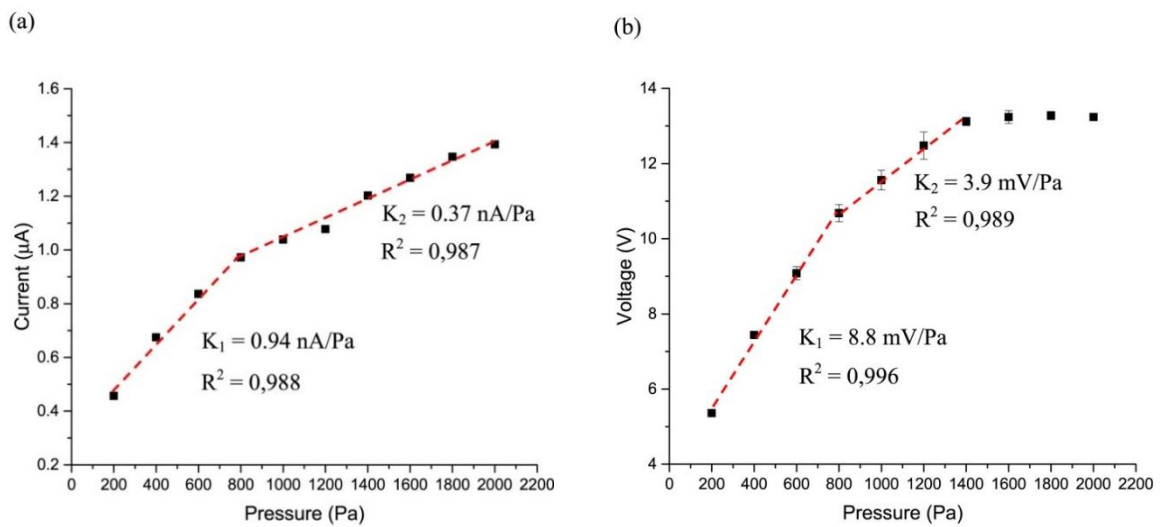 (a)
1.6
1.4
1.2
1.0
0.8
0.6
0.4
0.2
Current (μA)
K₂ = 0.37 nA/Pa
R² = 0,987
K₁ = 0.94 nA/Pa
R² = 0,988
0 200 400 600 800 1000 1200 1400 1600 1800 2000 2200
Pressure (Pa)
(b)
14
12
10
8
6
4
Voltage (V)
K₂ = 3.9 mV/Pa
R² = 0,989
K₁ = 8.8 mV/Pa
R² = 0,996
0 200 400 600 800 1000 1200 1400 1600 1800 2000 2200
Pressure (Pa)